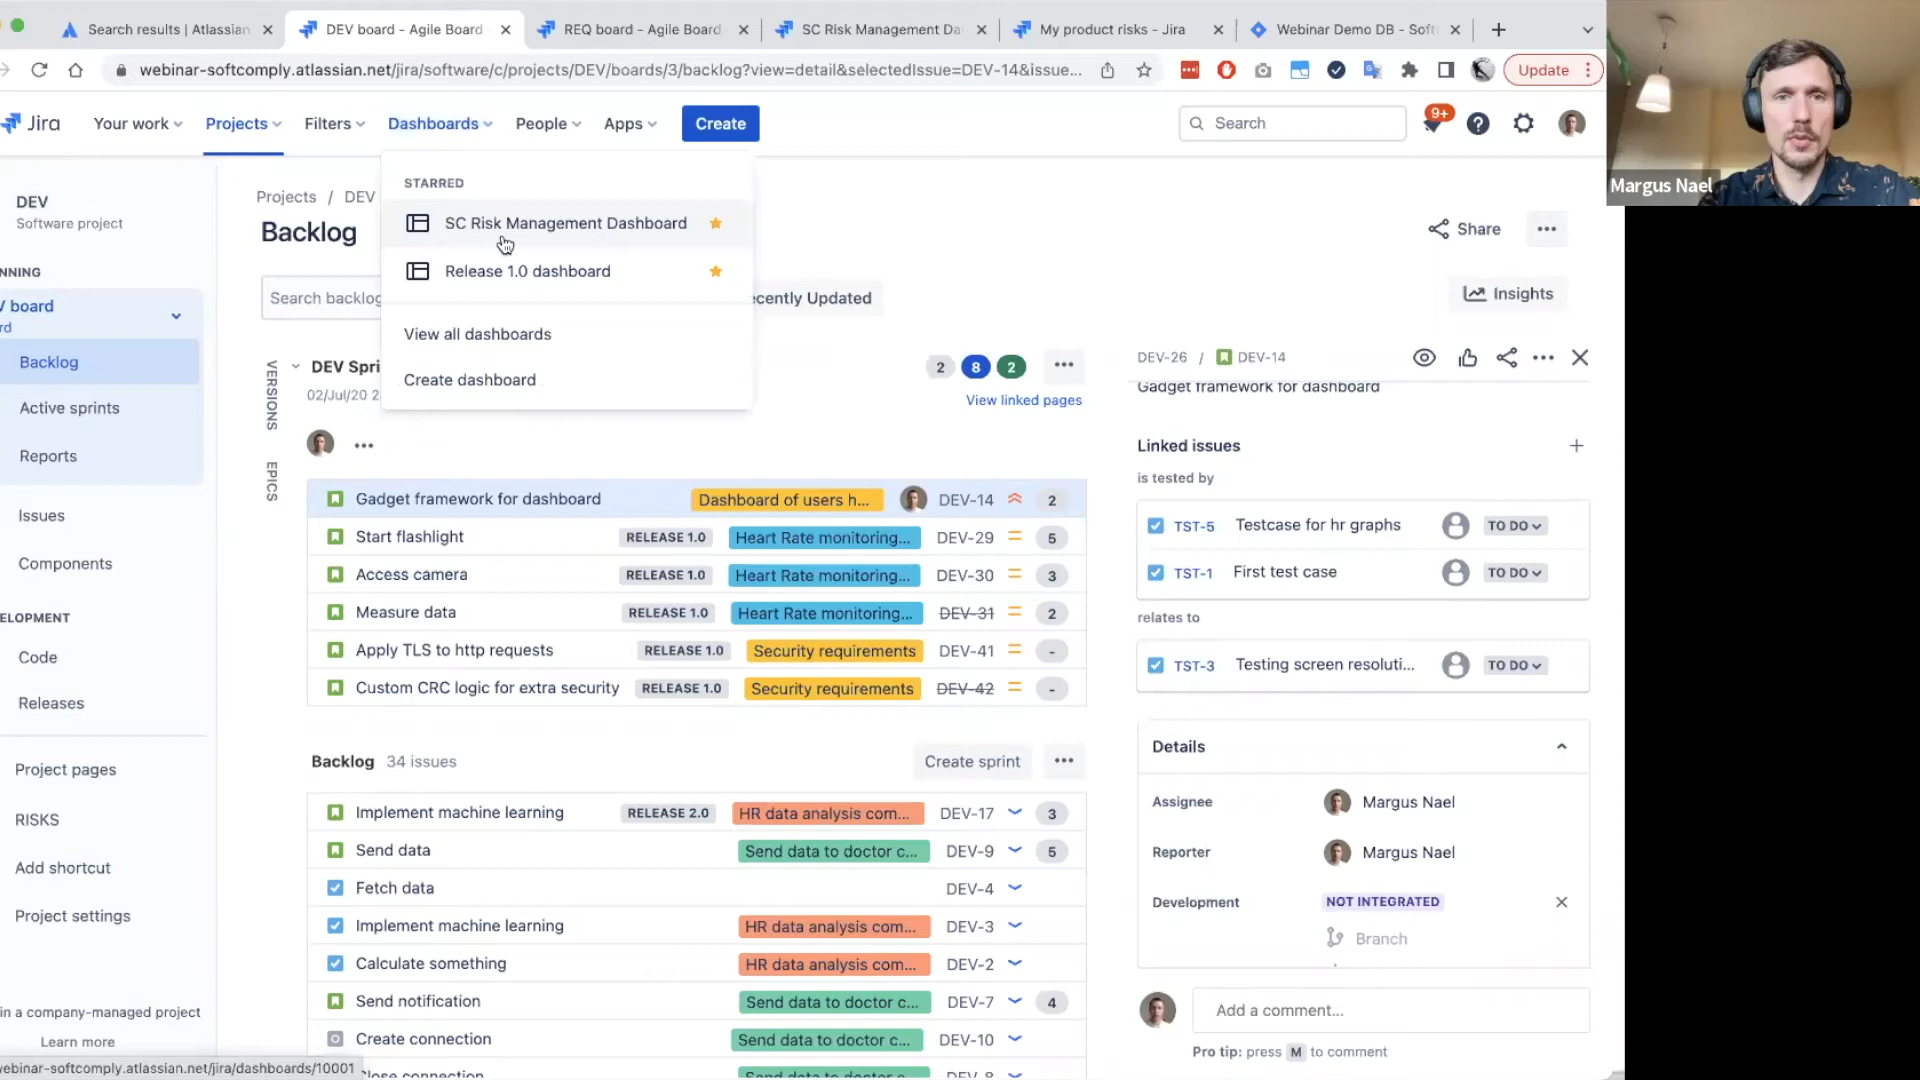 Search results | Atlassian
DEV board - Agile Board -
REQ board - Agile Board
SC Risk Management Da
My product risks - Jira
Webinar Demo DB - Soft
webinar-softcomply.atlassian.net/jira/software/c/projects/DEV/boards/3/backlog?view=detail&selectedIssue=DEV-14&issue...
Update
Jira
Your work
Projects
Filters
Dashboards
People
Apps
Create
Search
9+
Margus Nael
DEV
Software project
NNING
V board
rd
Backlog
Active sprints
Reports
Issues
Components
ELOPMENT
Code
Releases
Project pages
RISKS
Add shortcut
Project settings
in a company-managed project
Learn more
webinar-softcomply.atlassian.net/jira/dashboards/10001
Projects / DEV
Backlog
Search backlog
ecently Updated
STARRED
SC Risk Management Dashboard
Release 1.0 dashboard
View all dashboards
Create dashboard
Share
Insights
VERSIONS
EPICS
DEV Spri
2 8 2
02/Jul/20 2
View linked pages
Gadget framework for dashboard Dashboard of users h... DEV-14 2
Start flashlight RELEASE 1.0 Heart Rate monitoring... DEV-29 5
Access camera RELEASE 1.0 Heart Rate monitoring... DEV-30 3
Measure data RELEASE 1.0 Heart Rate monitoring... DEV-31 2
Apply TLS to http requests RELEASE 1.0 Security requirements DEV-41 -
Custom CRC logic for extra security RELEASE 1.0 Security requirements DEV-42 -
Backlog 34 issues
Create sprint
Implement machine learning RELEASE 2.0 HR data analysis com... DEV-17 3
Send data Send data to doctor c... DEV-9 5
Fetch data DEV-4
Implement machine learning HR data analysis com... DEV-3
Calculate something HR data analysis com... DEV-2
Send notification Send data to doctor c... DEV-7 4
Create connection Send data to doctor c... DEV-10
Close connection Send data to doctor c... DEV-8
DEV-26 / DEV-14
Gadget framework for dashboard
Linked issues
is tested by
TST-5 Testcase for hr graphs TO DO
TST-1 First test case TO DO
relates to
TST-3 Testing screen resoluti... TO DO
Details
Assignee Margus Nael
Reporter Margus Nael
Development NOT INTEGRATED
Branch
Add a comment...
Pro tip: press M to comment